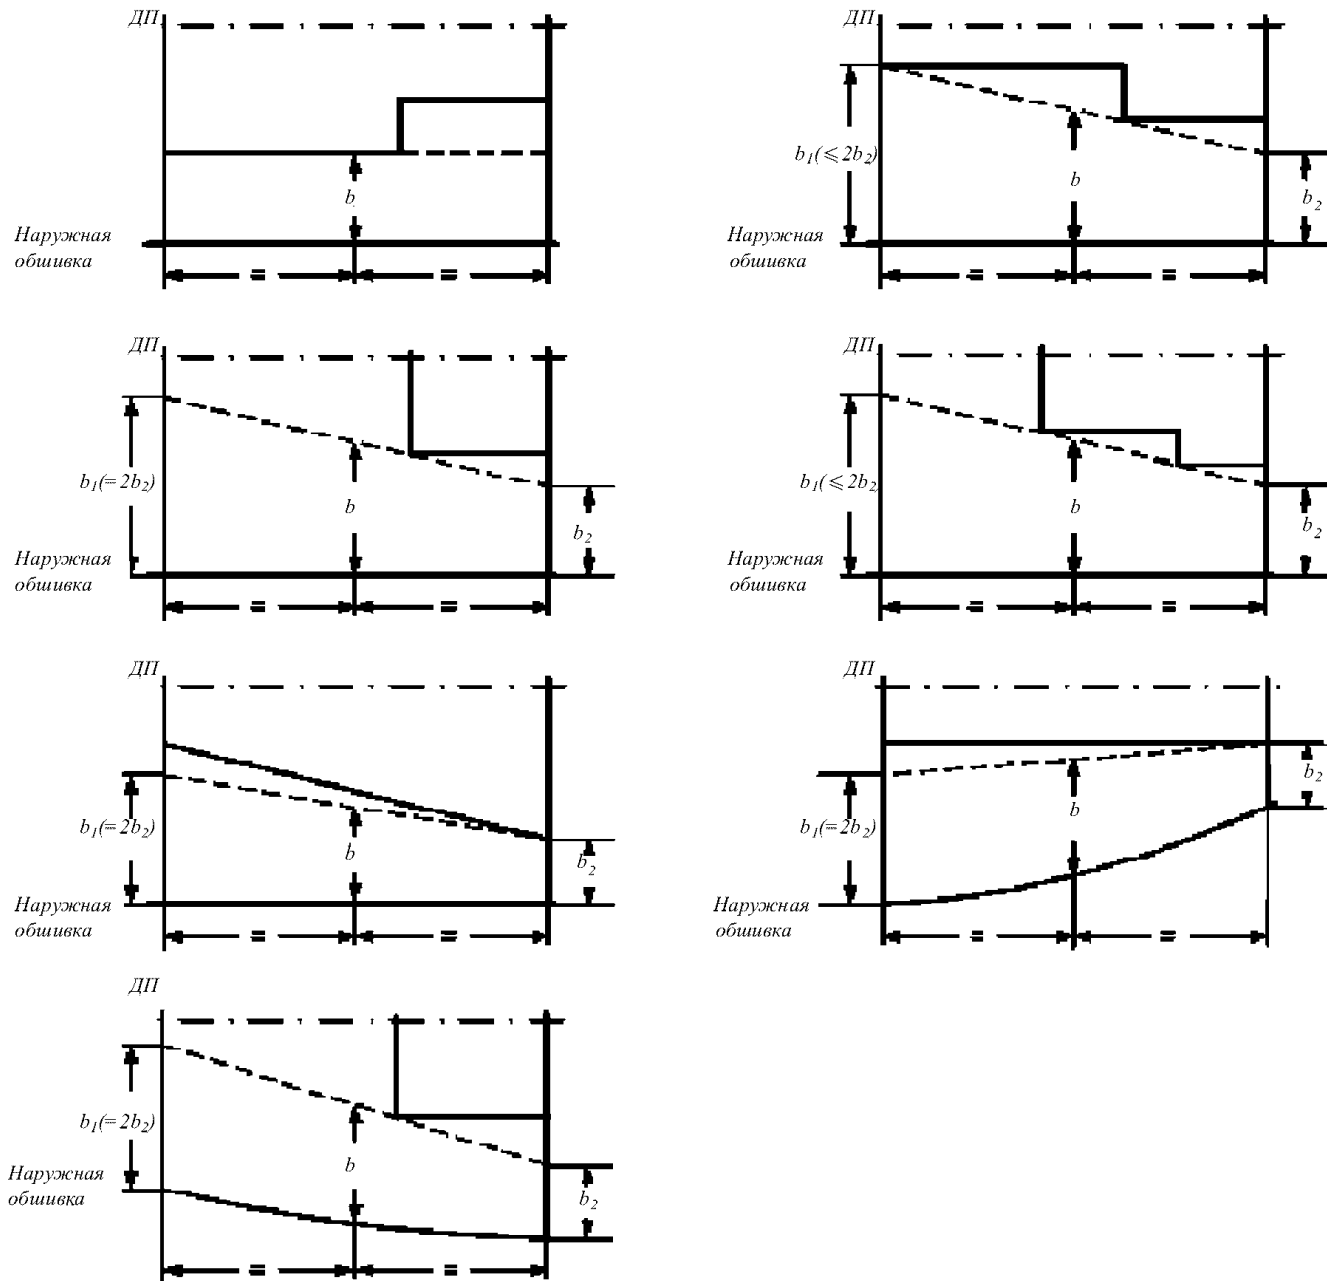 ДП
b
Наружная
обшивка
=
=
ДП
b₁(≤2b₂)
b
b₂
Наружная
обшивка
=
=
ДП
b₁(=2b₂)
b
b₂
Наружная
обшивка
=
=
ДП
b₁(≤2b₂)
b
b₂
Наружная
обшивка
=
=
ДП
b₁(=2b₂)
b
b₂
Наружная
обшивка
=
=
ДП
b₂
b
b₁(=2b₂)
Наружная
обшивка
=
=
ДП
b₁(=2b₂)
b
Наружная
обшивка
b₂
=
=